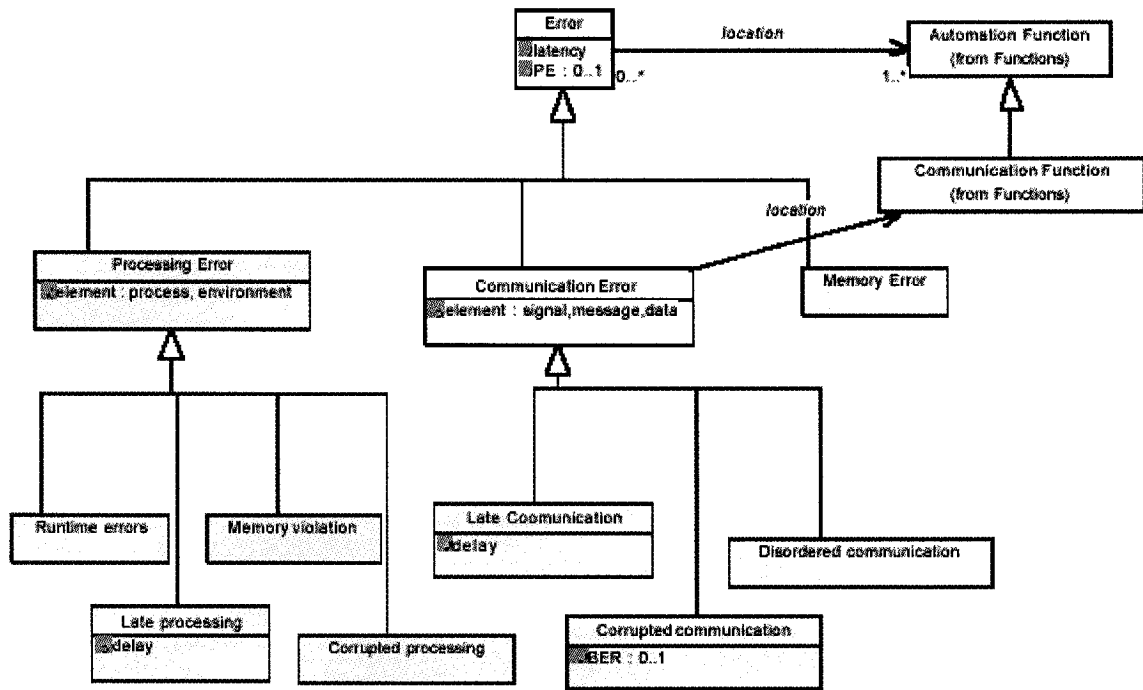 Error
latency
PE : 0..1
location
0..*
1..*
Automation Function
(from Functions)
Communication Function
(from Functions)
location
Processing Error
element : process, environment
Communication Error
element : signal,message,data
Memory Error
Runtime errors
Memory violation
Late Coomunication
delay
Disordered communication
Late processing
delay
Corrupted processing
Corrupted communication
BER : 0..1